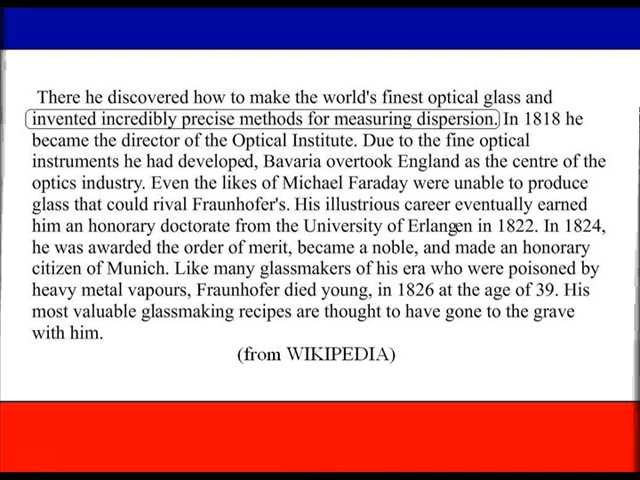 There he discovered how to make the world's finest optical glass and
invented incredibly precise methods for measuring dispersion. In 1818 he
became the director of the Optical Institute. Due to the fine optical
instruments he had developed, Bavaria overtook England as the centre of the
optics industry. Even the likes of Michael Faraday were unable to produce
glass that could rival Fraunhofer's. His illustrious career eventually earned
him an honorary doctorate from the University of Erlangen in 1822. In 1824,
he was awarded the order of merit, became a noble, and made an honorary
citizen of Munich. Like many glassmakers of his era who were poisoned by
heavy metal vapours, Fraunhofer died young, in 1826 at the age of 39. His
most valuable glassmaking recipes are thought to have gone to the grave
with him.
(from WIKIPEDIA)